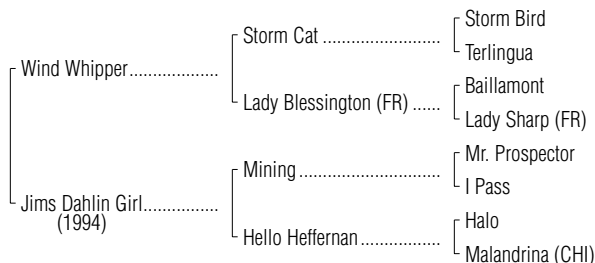 Storm Bird
Storm Cat ........................
Terlingua
Wind Whipper..................
Baillamont
Lady Blessington (FR) ......
Lady Sharp (FR)
Mr. Prospector
Mining .............................
I Pass
Jims Dahlin Girl...............
(1994)
Halo
Hello Heffernan................
Malandrina (CHI)